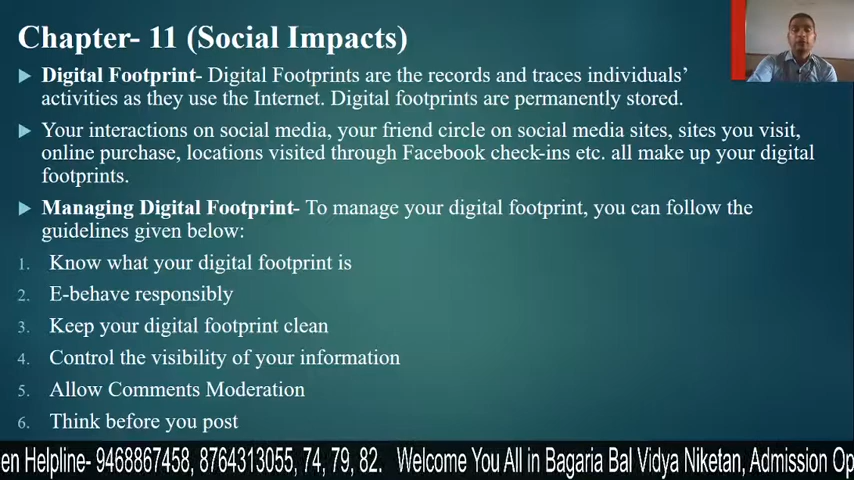 Chapter- 11 (Social Impacts)
Digital Footprint- Digital Footprints are the records and traces individuals’
activities as they use the Internet. Digital footprints are permanently stored.
Your interactions on social media, your friend circle on social media sites, sites you visit,
online purchase, locations visited through Facebook check-ins etc. all make up your digital
footprints.
Managing Digital Footprint- To manage your digital footprint, you can follow the
guidelines given below:
1. Know what your digital footprint is
2. E-behave responsibly
3. Keep your digital footprint clean
4. Control the visibility of your information
5. Allow Comments Moderation
6. Think before you post
en Helpline- 9468867458, 8764313055, 74, 79, 82. Welcome You All in Bagaria Bal Vidya Niketan, Admission Op